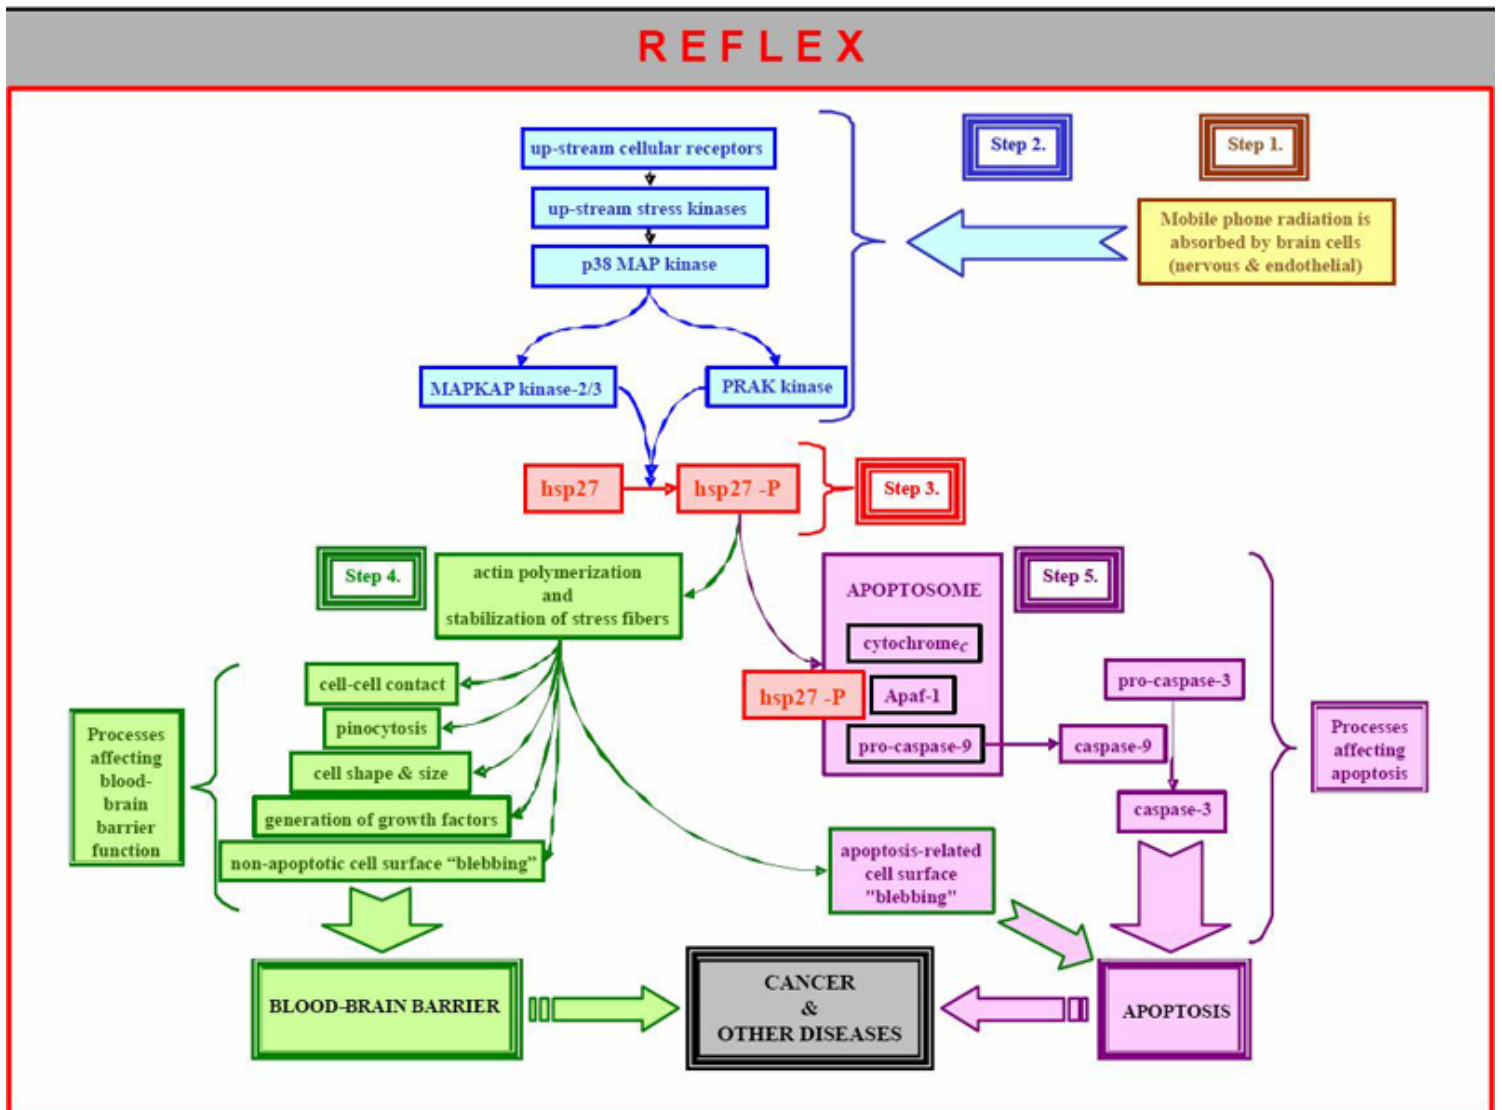 R E F L E X
Step 1.
Mobile phone radiation is
absorbed by brain cells
(nervous & endothelial)
Step 2.
up-stream cellular receptors
up-stream stress kinases
p38 MAP kinase
MAPKAP kinase-2/3
PRAK kinase
hsp27
hsp27 -P
Step 3.
Step 4.
actin polymerization
and
stabilization of stress fibers
Processes
affecting
blood-
brain
barrier
function
cell-cell contact
pinocytosis
cell shape & size
generation of growth factors
non-apoptotic cell surface “blebbing”
Step 5.
APOPTOSOME
cytochromeC
hsp27 -P
Apaf-1
pro-caspase-9
caspase-9
pro-caspase-3
caspase-3
Processes
affecting
apoptosis
apoptosis-related
cell surface
"blebbing"
BLOOD-BRAIN BARRIER
CANCER
&
OTHER DISEASES
APOPTOSIS